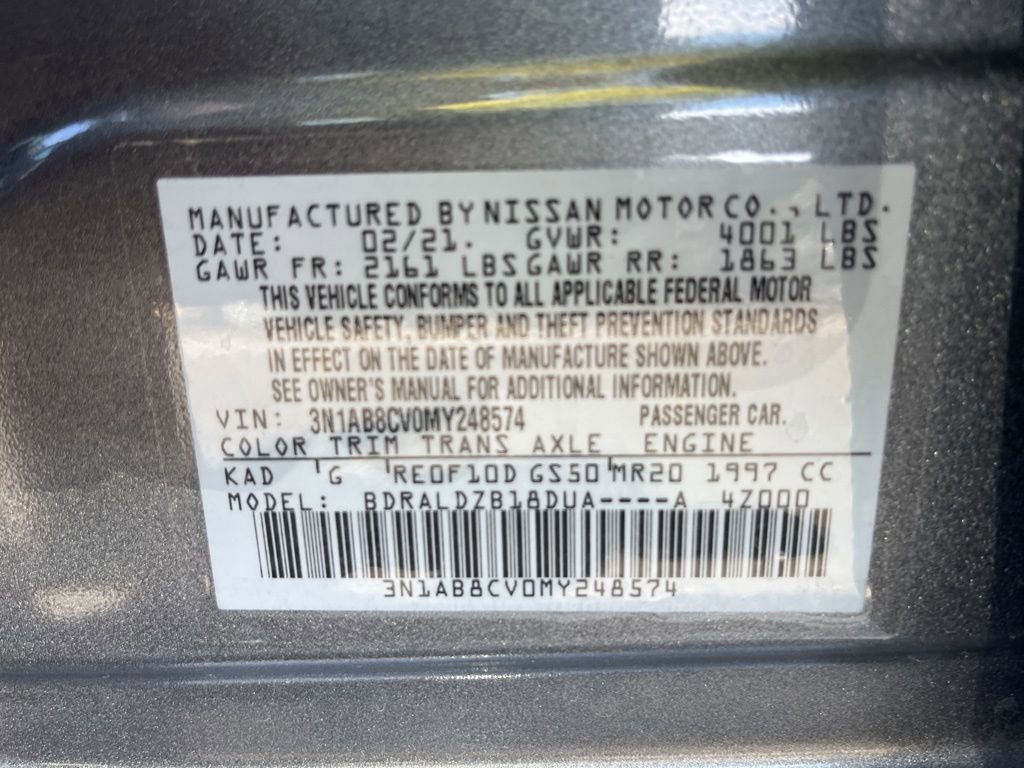 MANUFACTURED BY NISSAN MOTOR CO., LTD.
DATE: 02/21. GVWR: 4001 LBS
GAWR FR: 2161 LBS GAWR RR: 1863 LBS
THIS VEHICLE CONFORMS TO ALL APPLICABLE FEDERAL MOTOR
VEHICLE SAFETY, BUMPER AND THEFT PREVENTION STANDARDS
IN EFFECT ON THE DATE OF MANUFACTURE SHOWN ABOVE.
SEE OWNER'S MANUAL FOR ADDITIONAL INFORMATION.
VIN: 3N1AB8CV0MY248574 PASSENGER CAR.
COLOR TRIM TRANS AXLE ENGINE
KAD G RE0F10D GS50 MR20 1997 CC
MODEL: BDRALDZB18DUA----A 4Z000
3N1AB8CV0MY248574